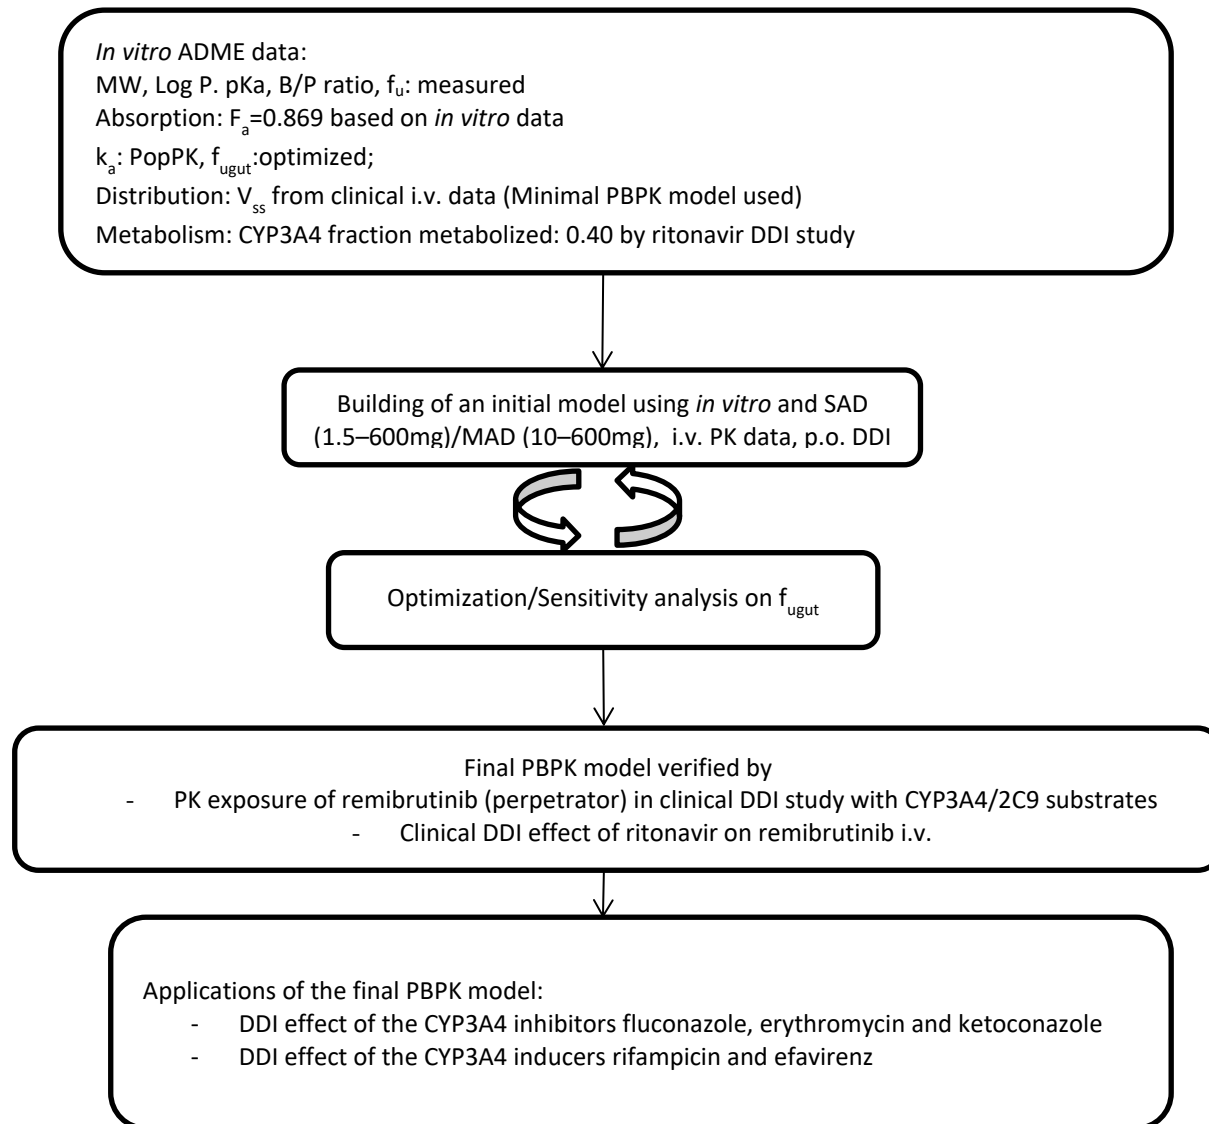 In vitro ADME data:
MW, Log P. pKa, B/P ratio, fu: measured
Absorption: Fa=0.869 based on in vitro data
ka: PopPK, fugut:optimized;
Distribution: Vss from clinical i.v. data (Minimal PBPK model used)
Metabolism: CYP3A4 fraction metabolized: 0.40 by ritonavir DDI study
Building of an initial model using in vitro and SAD
(1.5–600mg)/MAD (10–600mg), i.v. PK data, p.o. DDI
Optimization/Sensitivity analysis on fugut
Final PBPK model verified by
- PK exposure of remibrutinib (perpetrator) in clinical DDI study with CYP3A4/2C9 substrates
- Clinical DDI effect of ritonavir on remibrutinib i.v.
Applications of the final PBPK model:
- DDI effect of the CYP3A4 inhibitors fluconazole, erythromycin and ketoconazole
- DDI effect of the CYP3A4 inducers rifampicin and efavirenz